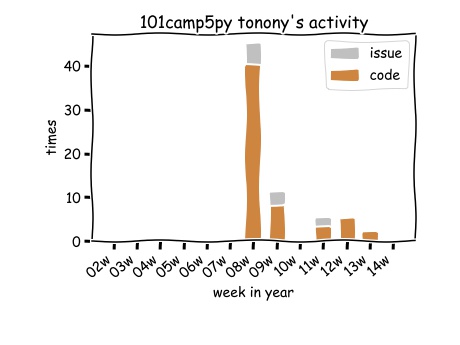 101camp5py tonony's activity
issue
code
times
40
30
20
10
0
02w 03w 04w 05w 06w 07w 08w 09w 10w 11w 12w 13w 14w
week in year